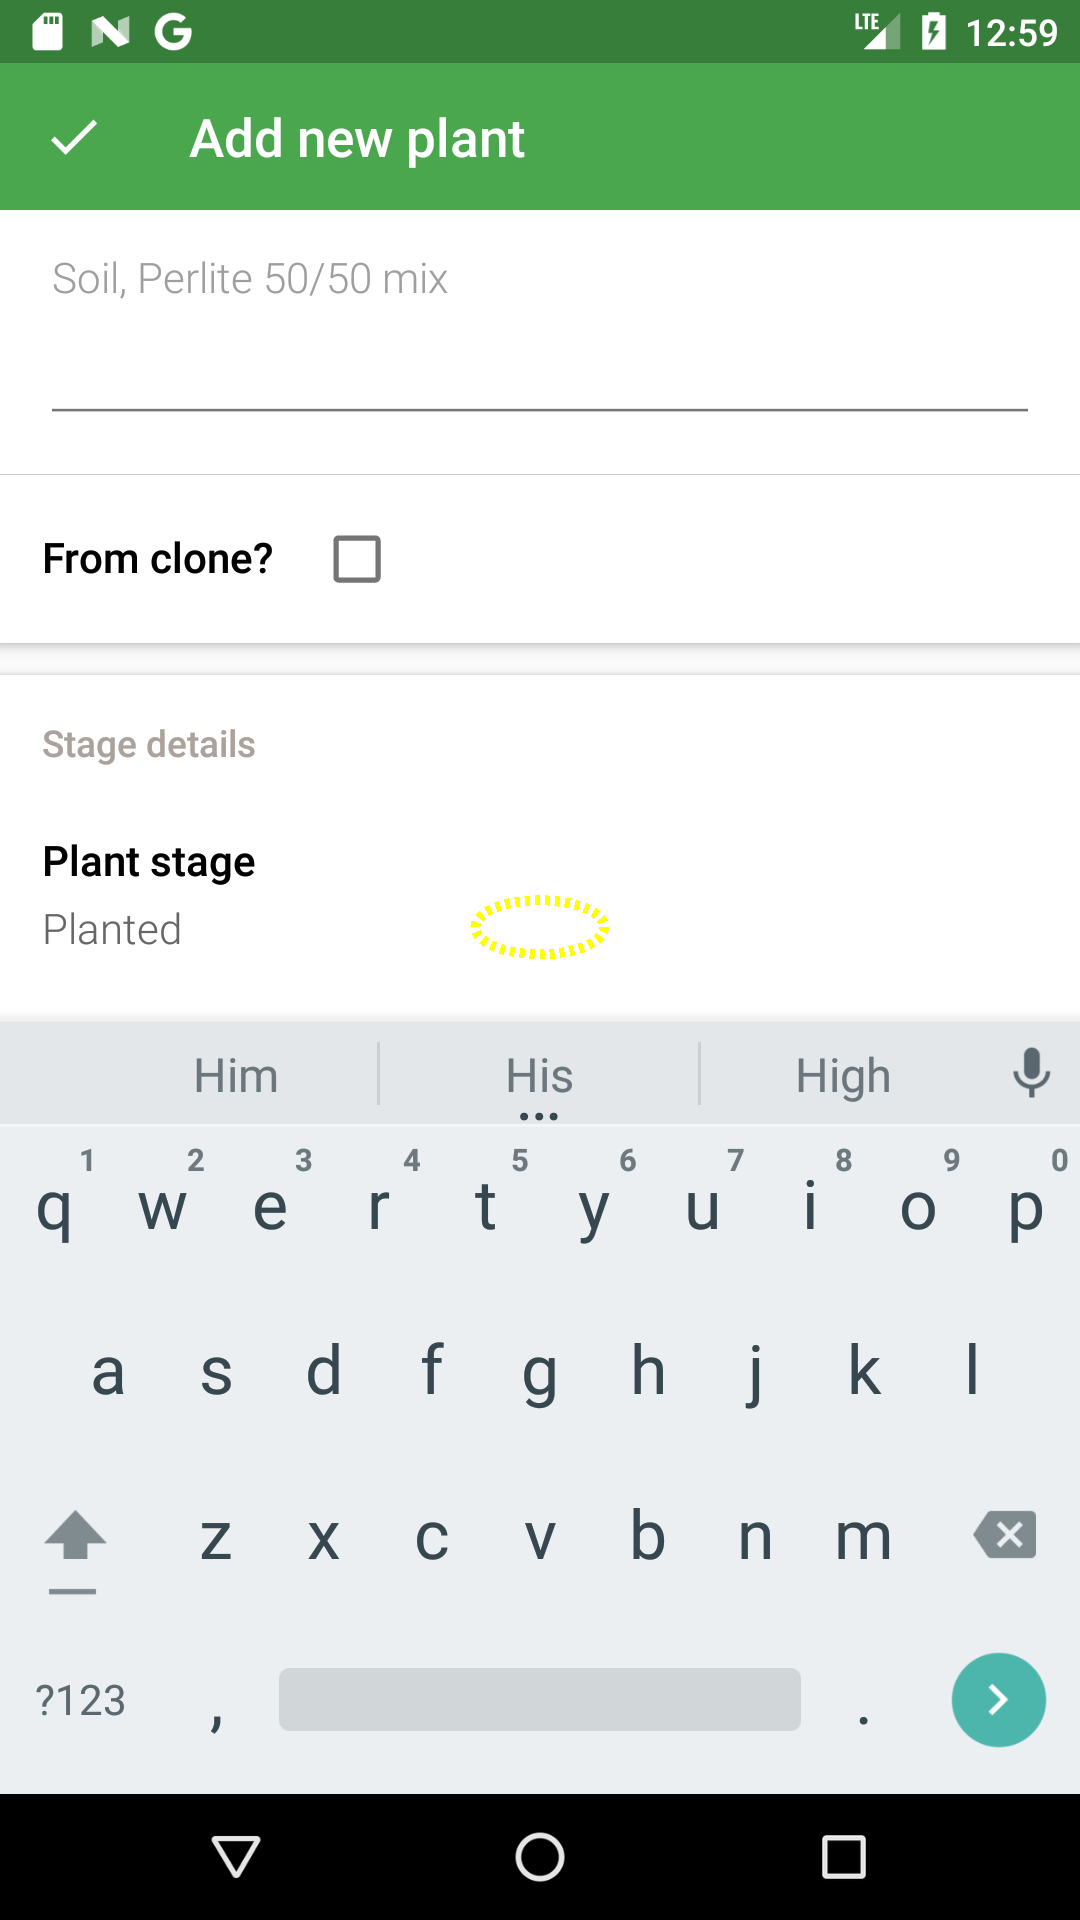 LTE 12:59
Add new plant
Soil, Perlite 50/50 mix
From clone?
Stage details
Plant stage
Planted
Him His High
1 2 3 4 5 6 7 8 9 0
q w e r t y u i o p
a s d f g h j k l
z x c v b n m
?123 , .